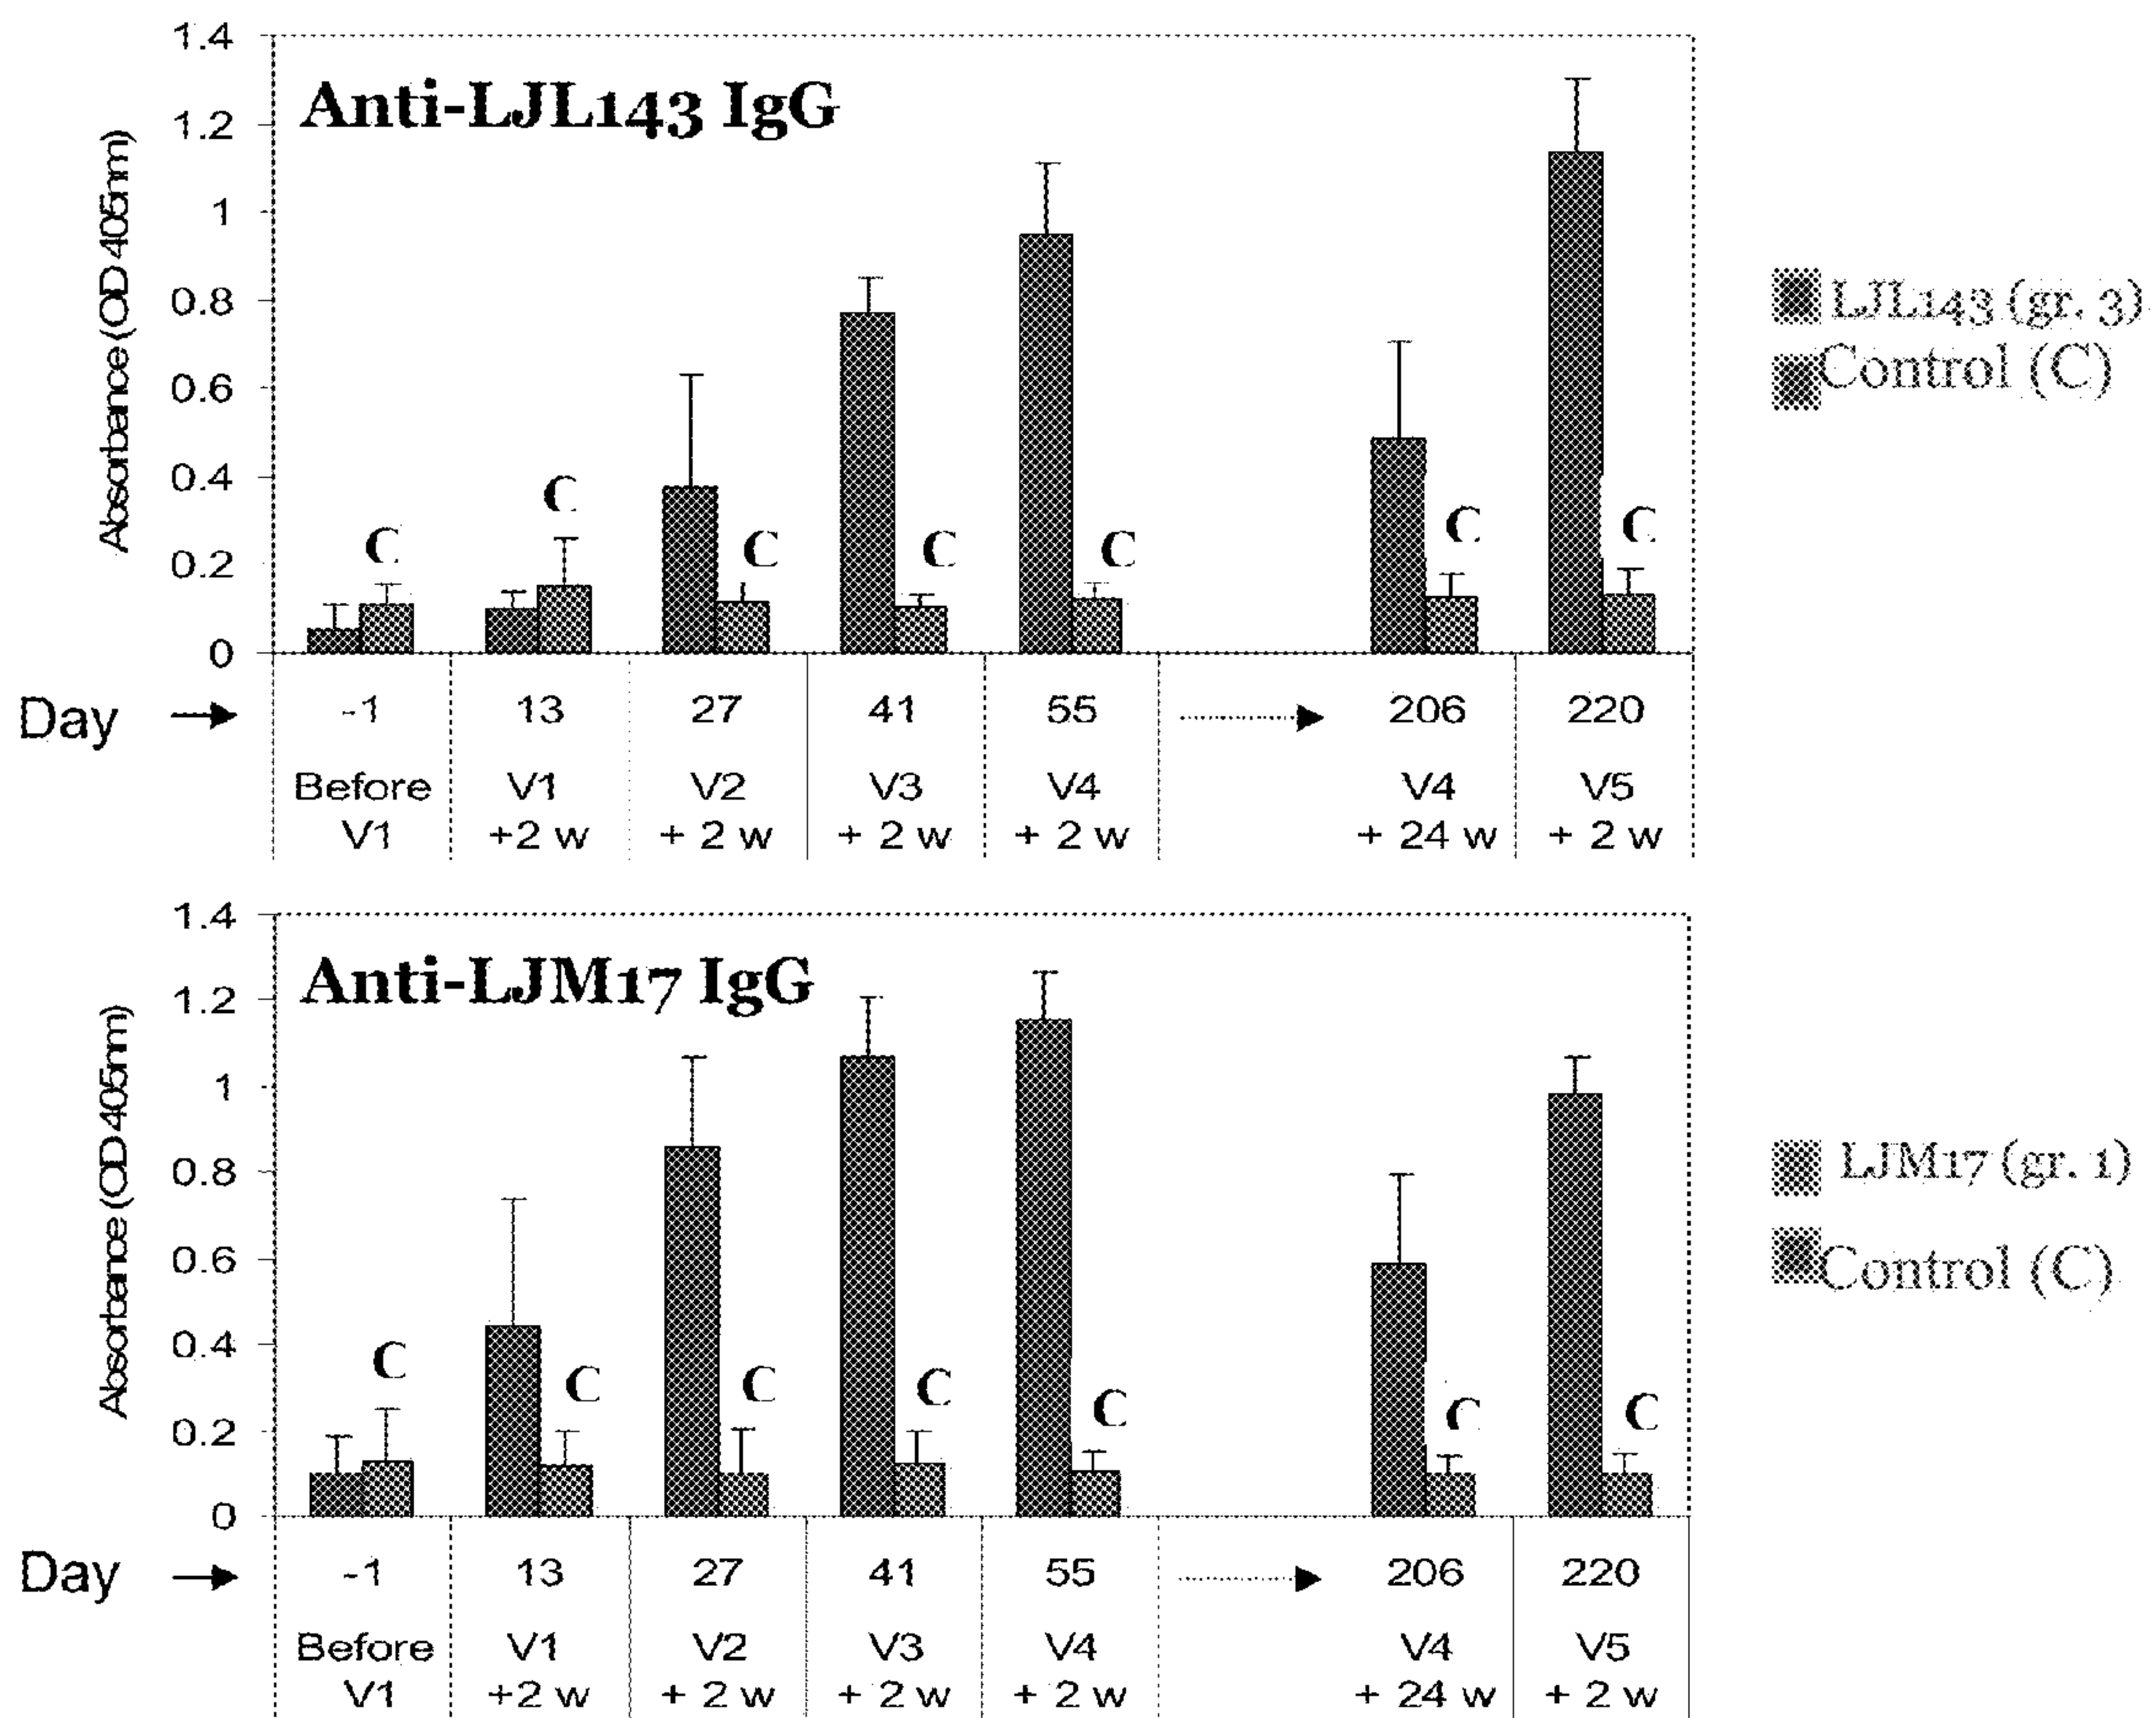 Anti-LJL143 IgG
Absorbance (OD 405nm)
1.4
1.2
1
0.8
0.6
0.4
0.2
0
C C C C C C C
LJL143 (gr. 3)
Control (C)
Day -1 13 27 41 55 206 220
Before V1 V2 V3 V4 V4 V5
V1 +2 w + 2 w + 2 w + 2 w + 24 w + 2 w
Anti-LJM17 IgG
Absorbance (OD 405nm)
1.4
1.2
1
0.8
0.6
0.4
0.2
0
C C C C C C C
LJM17 (gr. 1)
Control (C)
Day -1 13 27 41 55 206 220
Before V1 V2 V3 V4 V4 V5
V1 +2 w + 2 w + 2 w + 2 w + 24 w + 2 w